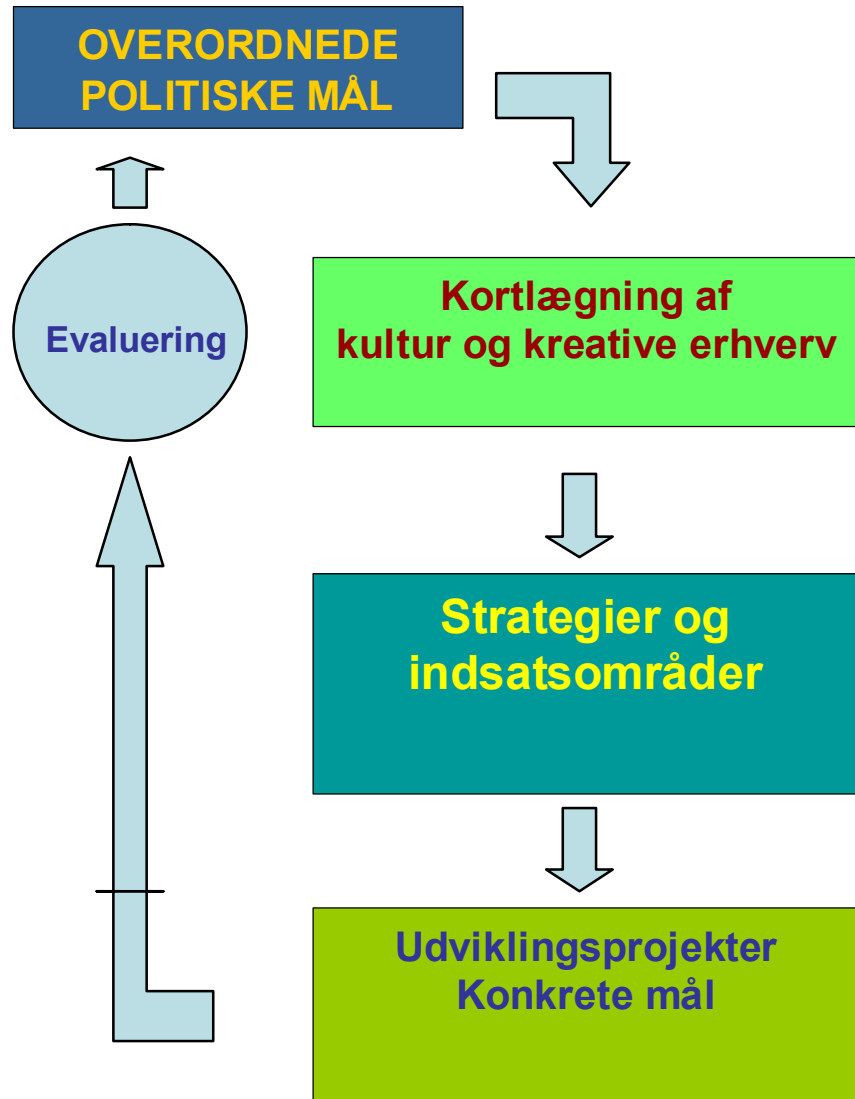 OVERORDNEDE
POLITISKE MÅL
Kortlægning af
kultur og kreative erhverv
Evaluering
Strategier og
indsatsområder
Udviklingsprojekter
Konkrete mål